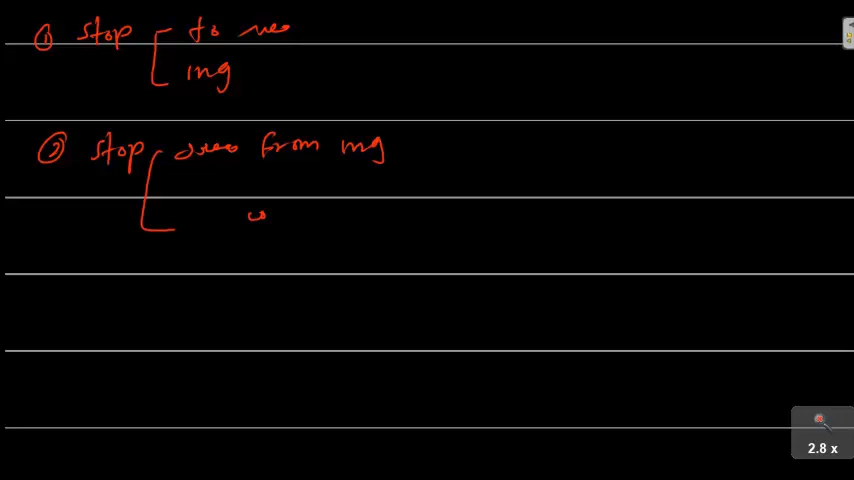 ① stop to
ing
② stop from ing
2.8 x